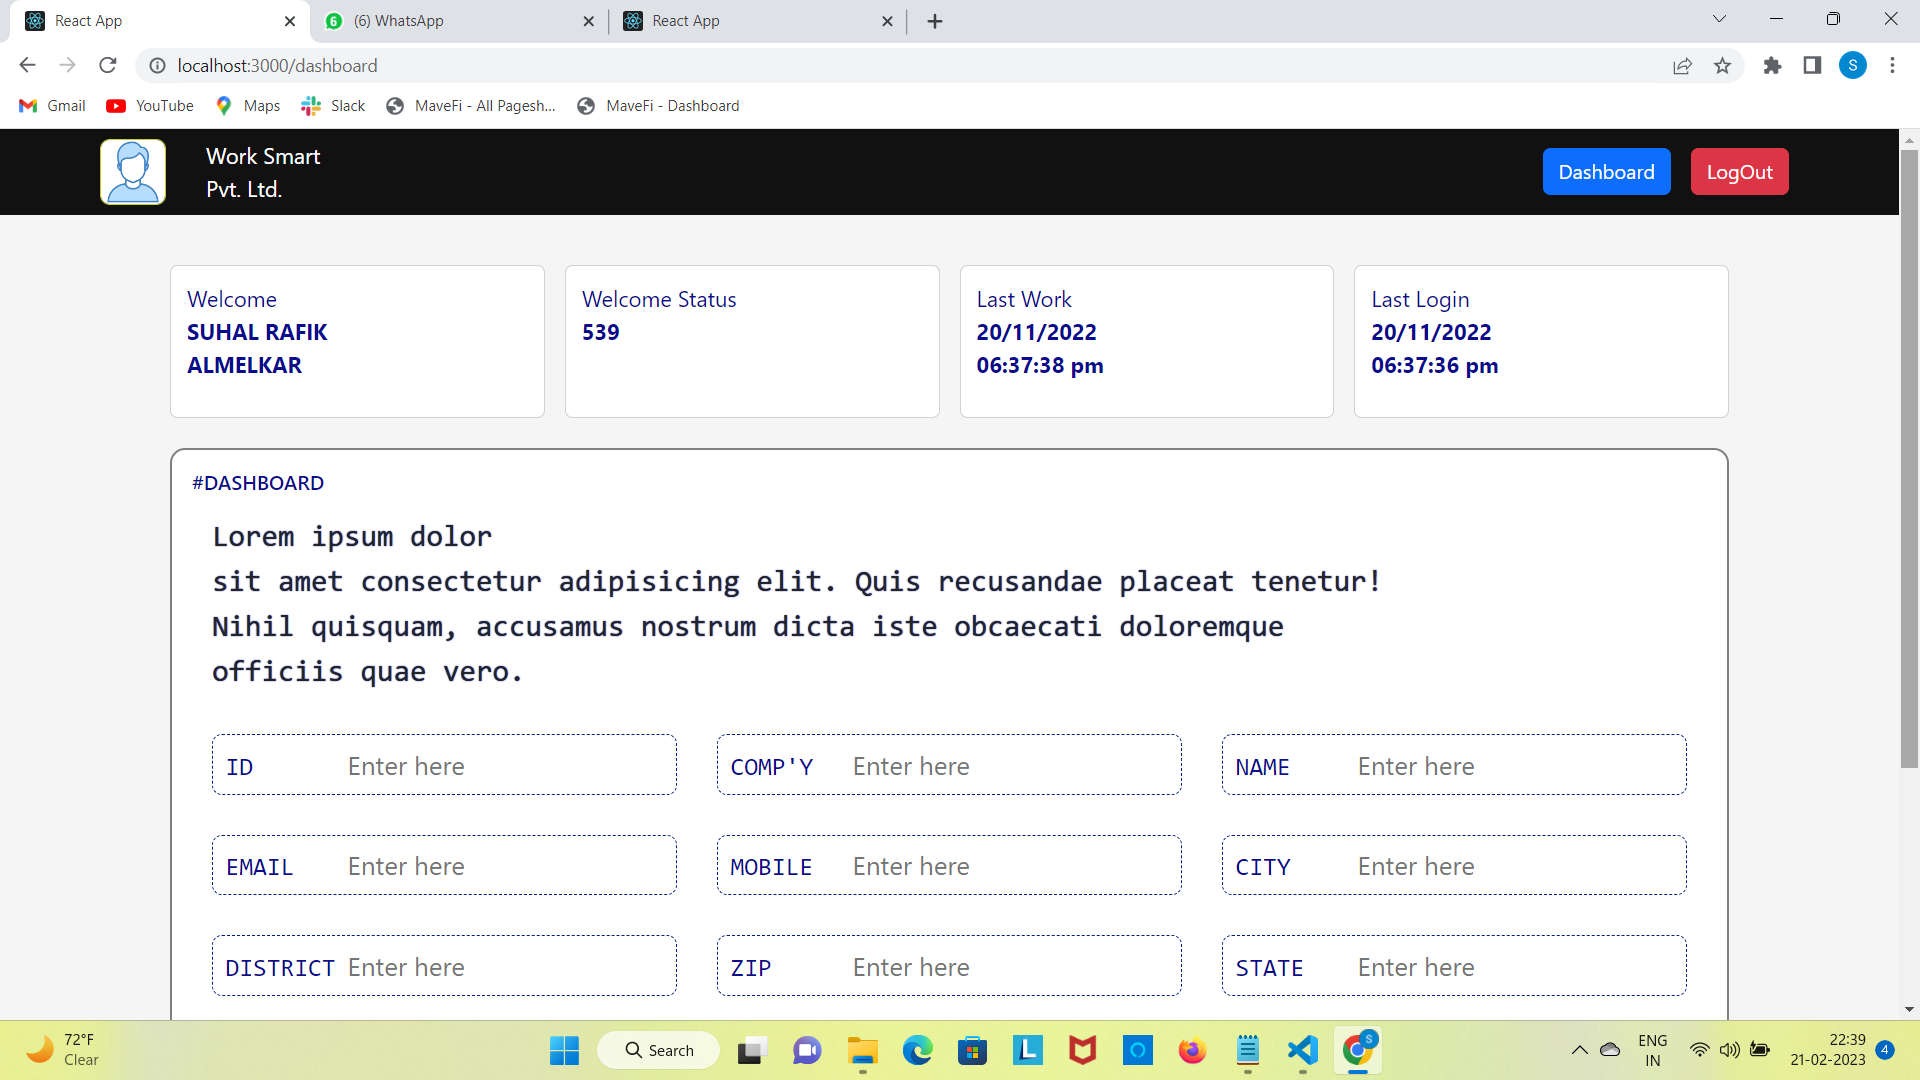 React App
(6) WhatsApp
React App
localhost:3000/dashboard
S
Gmail
YouTube
Maps
Slack
MaveFi - All Pagesh...
MaveFi - Dashboard
Work Smart
Pvt. Ltd.
Dashboard
LogOut
Welcome
SUHAL RAFIK
ALMELKAR
Welcome Status
539
Last Work
20/11/2022
06:37:38 pm
Last Login
20/11/2022
06:37:36 pm
#DASHBOARD
Lorem ipsum dolor
sit amet consectetur adipisicing elit. Quis recusandae placeat tenetur!
Nihil quisquam, accusamus nostrum dicta iste obcaecati doloremque
officiis quae vero.
ID Enter here
COMP'Y Enter here
NAME Enter here
EMAIL Enter here
MOBILE Enter here
CITY Enter here
DISTRICT Enter here
ZIP Enter here
STATE Enter here
72°F
Clear
Search
L
S
ENG
IN
22:39
21-02-2023
4